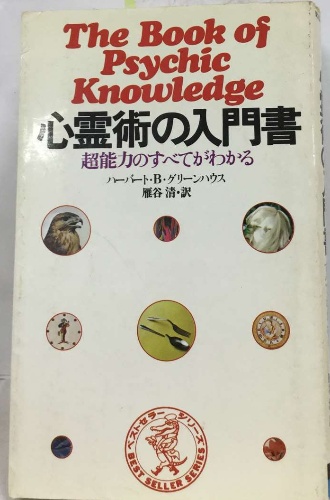 The Book of
Psychic
Knowledge
心霊術の入門書
超能力のすべてがわかる
ハーバート・B・グリーンハウス
雁谷 清・訳
ベストセラー シリーズ
BEST SELLER SERIES